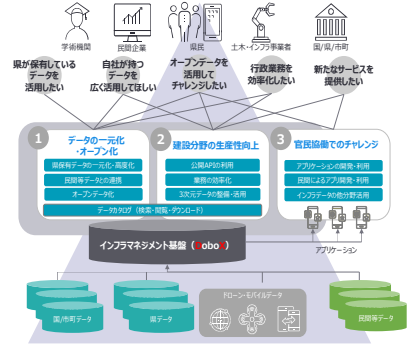 学術機関
民間企業
県民
土木・インフラ事業者
国/県/市町
県が保有している
データを
活用したい
自社が持つ
データを
広く活用してほしい
オープンデータを
活用して
チャレンジしたい
行政業務を
効率化したい
新たなサービスを
提供したい
1
データの一元化
・オープン化
県保有データの一元化・高度化
民間等データとの連携
オープンデータ化
2
建設分野の生産性向上
公開APIの利用
業務の効率化
3次元データの整備・活用
3
官民協働でのチャレンジ
アプリケーションの開発・利用
民間によるアプリ開発・利用
インフラデータの他分野活用
データカタログ（検索・閲覧・ダウンロード）
インフラマネジメント基盤（DoboX）
アプリケーション
国/市町データ
県データ
ドローン・モバイルデータ
民間等データ